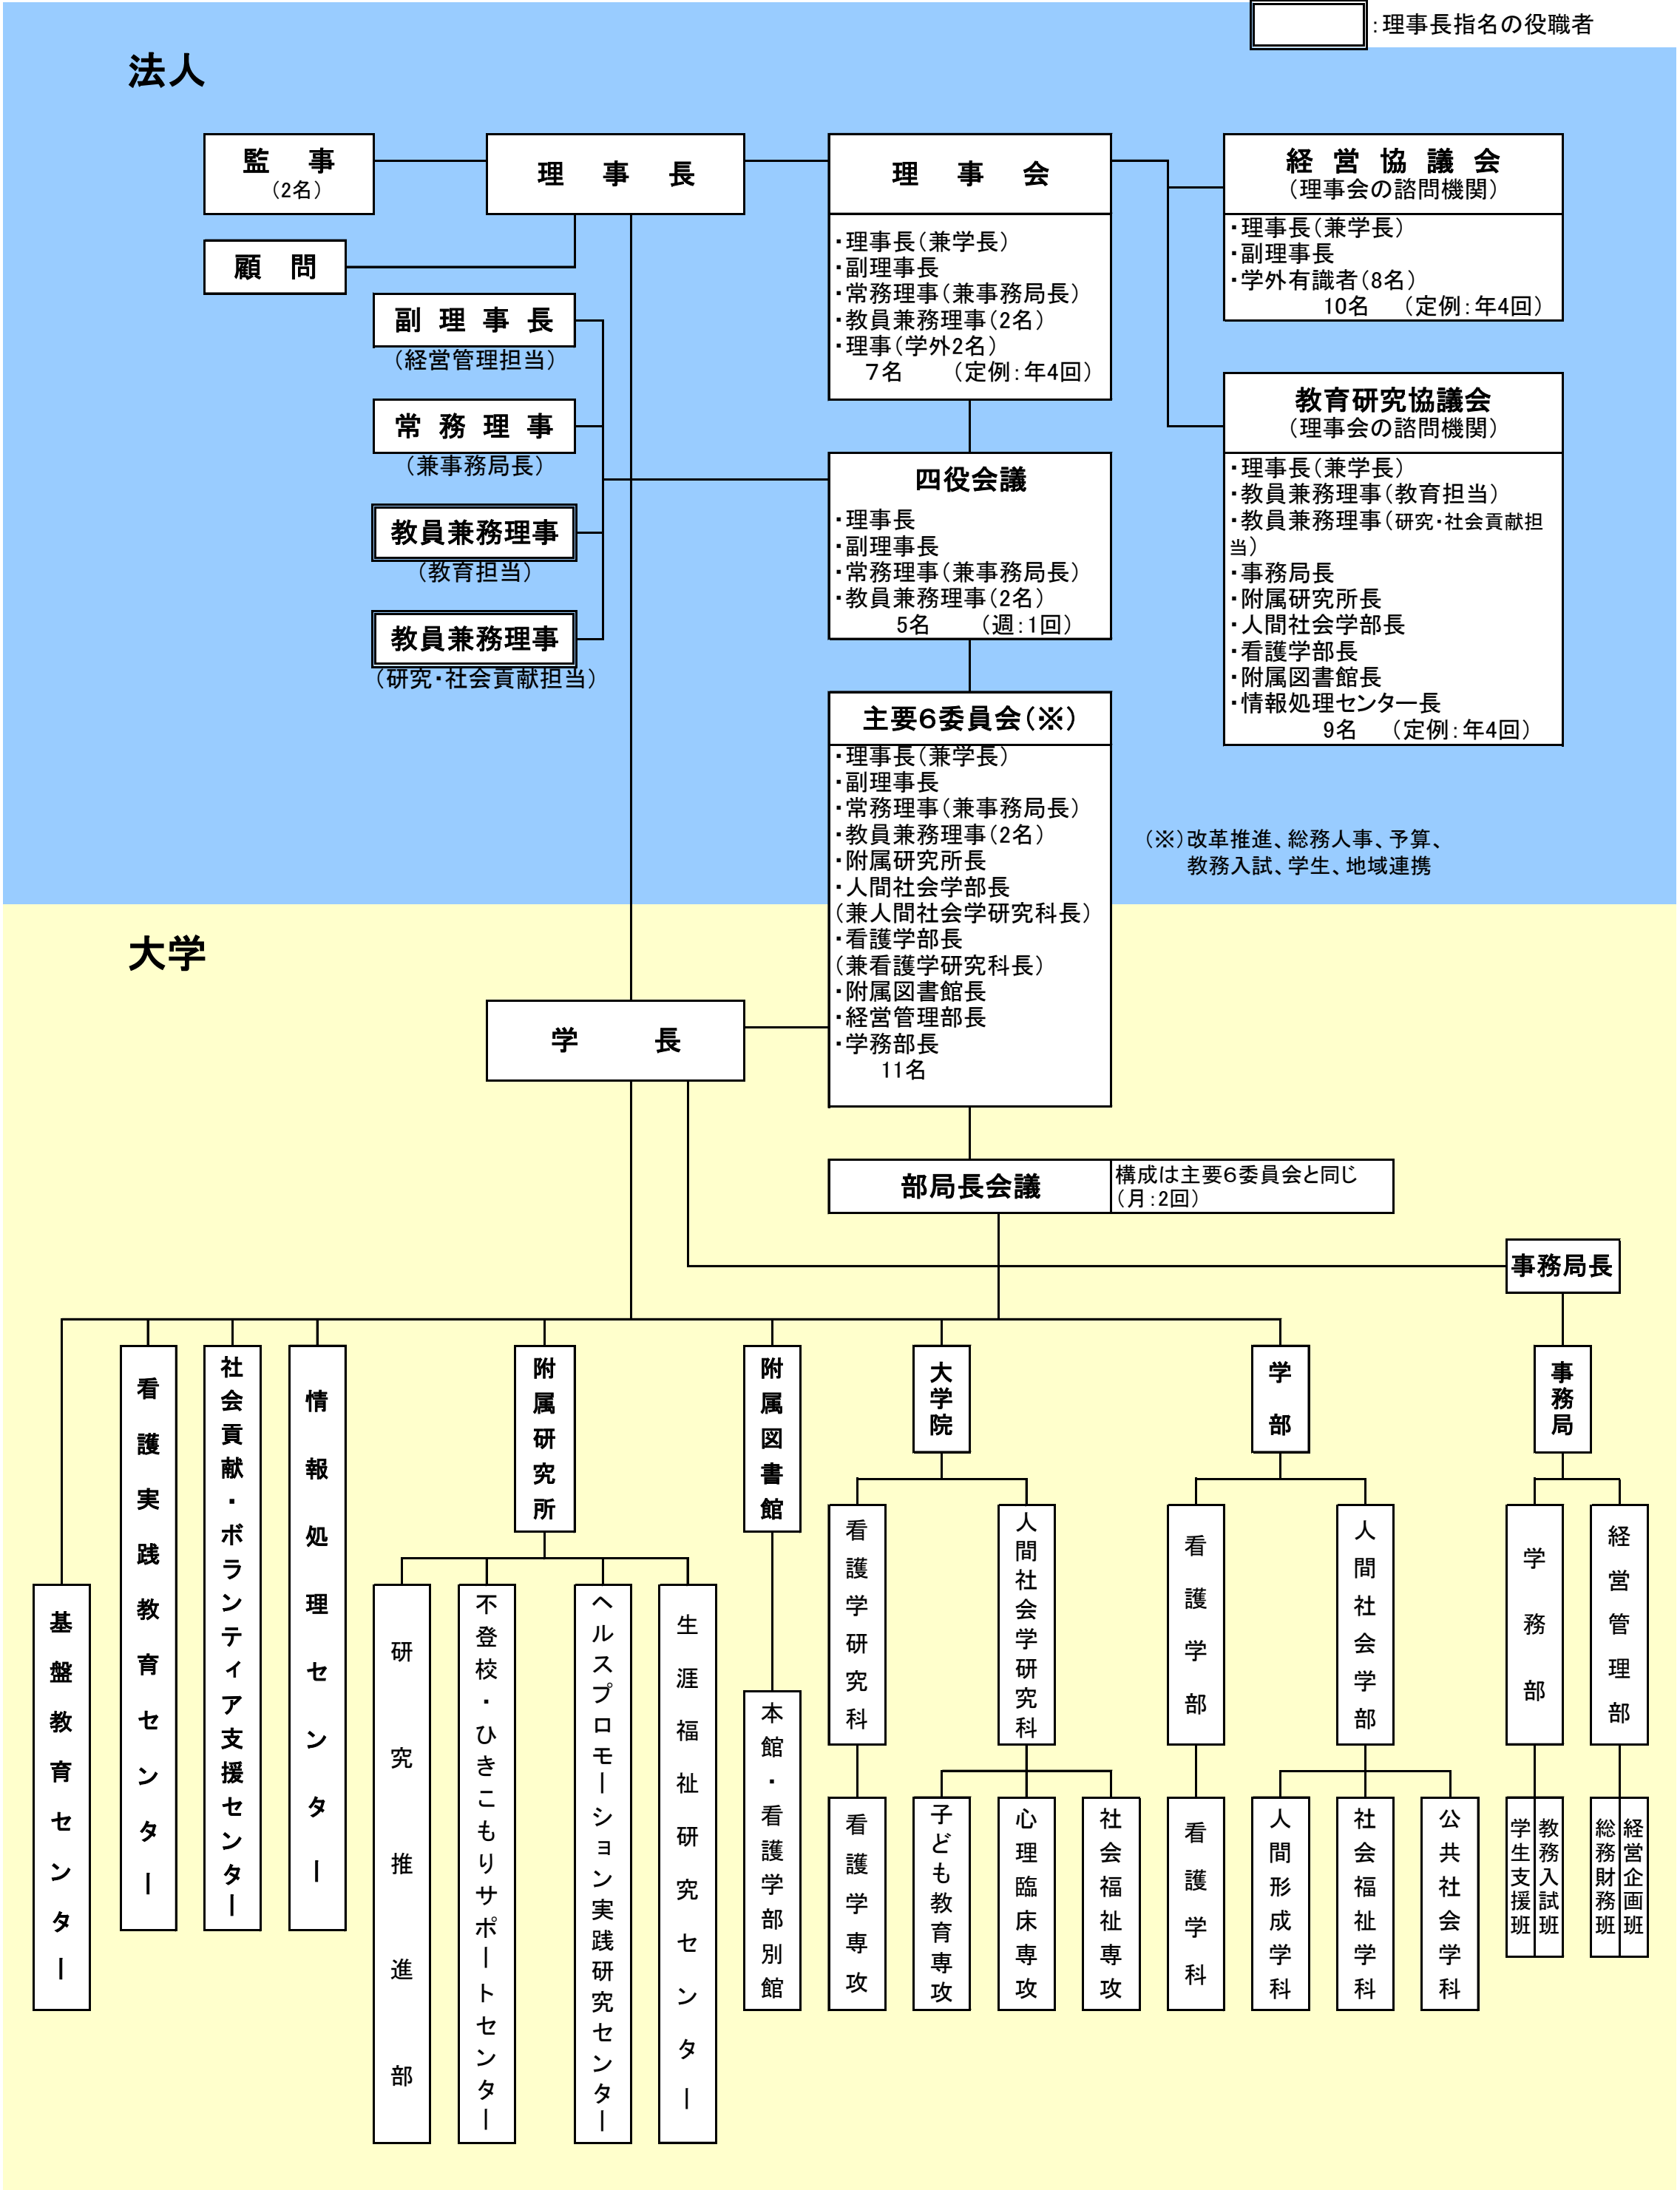 ：理事長指名の役職者
法人
監　事
（2名）
理　事　長
理　事　会
・理事長（兼学長）
・副理事長
・常務理事（兼事務局長）
・教員兼務理事（2名）
・理事（学外2名）
7名　（定例：年4回）
経 営 協 議 会
（理事会の諮問機関）
・理事長（兼学長）
・副理事長
・学外有識者（8名）
10名　（定例：年4回）
顧　問
副 理 事 長
（経営管理担当）
常 務 理 事
（兼事務局長）
教員兼務理事
（教育担当）
教員兼務理事
（研究・社会貢献担当）
四役会議
・理事長
・副理事長
・常務理事（兼事務局長）
・教員兼務理事（2名）
5名　（週：1回）
教育研究協議会
（理事会の諮問機関）
・理事長（兼学長）
・教員兼務理事（教育担当）
・教員兼務理事（研究・社会貢献担
当）
・事務局長
・附属研究所長
・人間社会学部長
・看護学部長
・附属図書館長
・情報処理センター長
9名　（定例：年4回）
主要６委員会（※）
・理事長（兼学長）
・副理事長
・常務理事（兼事務局長）
・教員兼務理事（2名）
・附属研究所長
・人間社会学部長
（兼人間社会学研究科長）
・看護学部長
（兼看護学研究科長）
・附属図書館長
・経営管理部長
・学務部長
11名
（※）改革推進、総務人事、予算、
教務入試、学生、地域連携
大学
学　長
部局長会議
構成は主要６委員会と同じ
（月：2回）
事務局長
基盤教育センター
看護実践教育センター
社会貢献・ボランティア支援センター
情報処理センター
附属研究所
研究推進部
不登校・ひきこもりサポートセンター
ヘルスプロモーション実践研究センター
生涯福祉研究センター
附属図書館
本館・看護学部別館
大学院
看護学研究科
看護学専攻
人間社会学研究科
子ども教育専攻
心理臨床専攻
社会福祉専攻
学部
看護学部
看護学科
人間社会学部
人間形成学科
社会福祉学科
公共社会学科
事務局
学務部
学生支援班
教務入試班
経営管理部
総務財務班
経営企画班